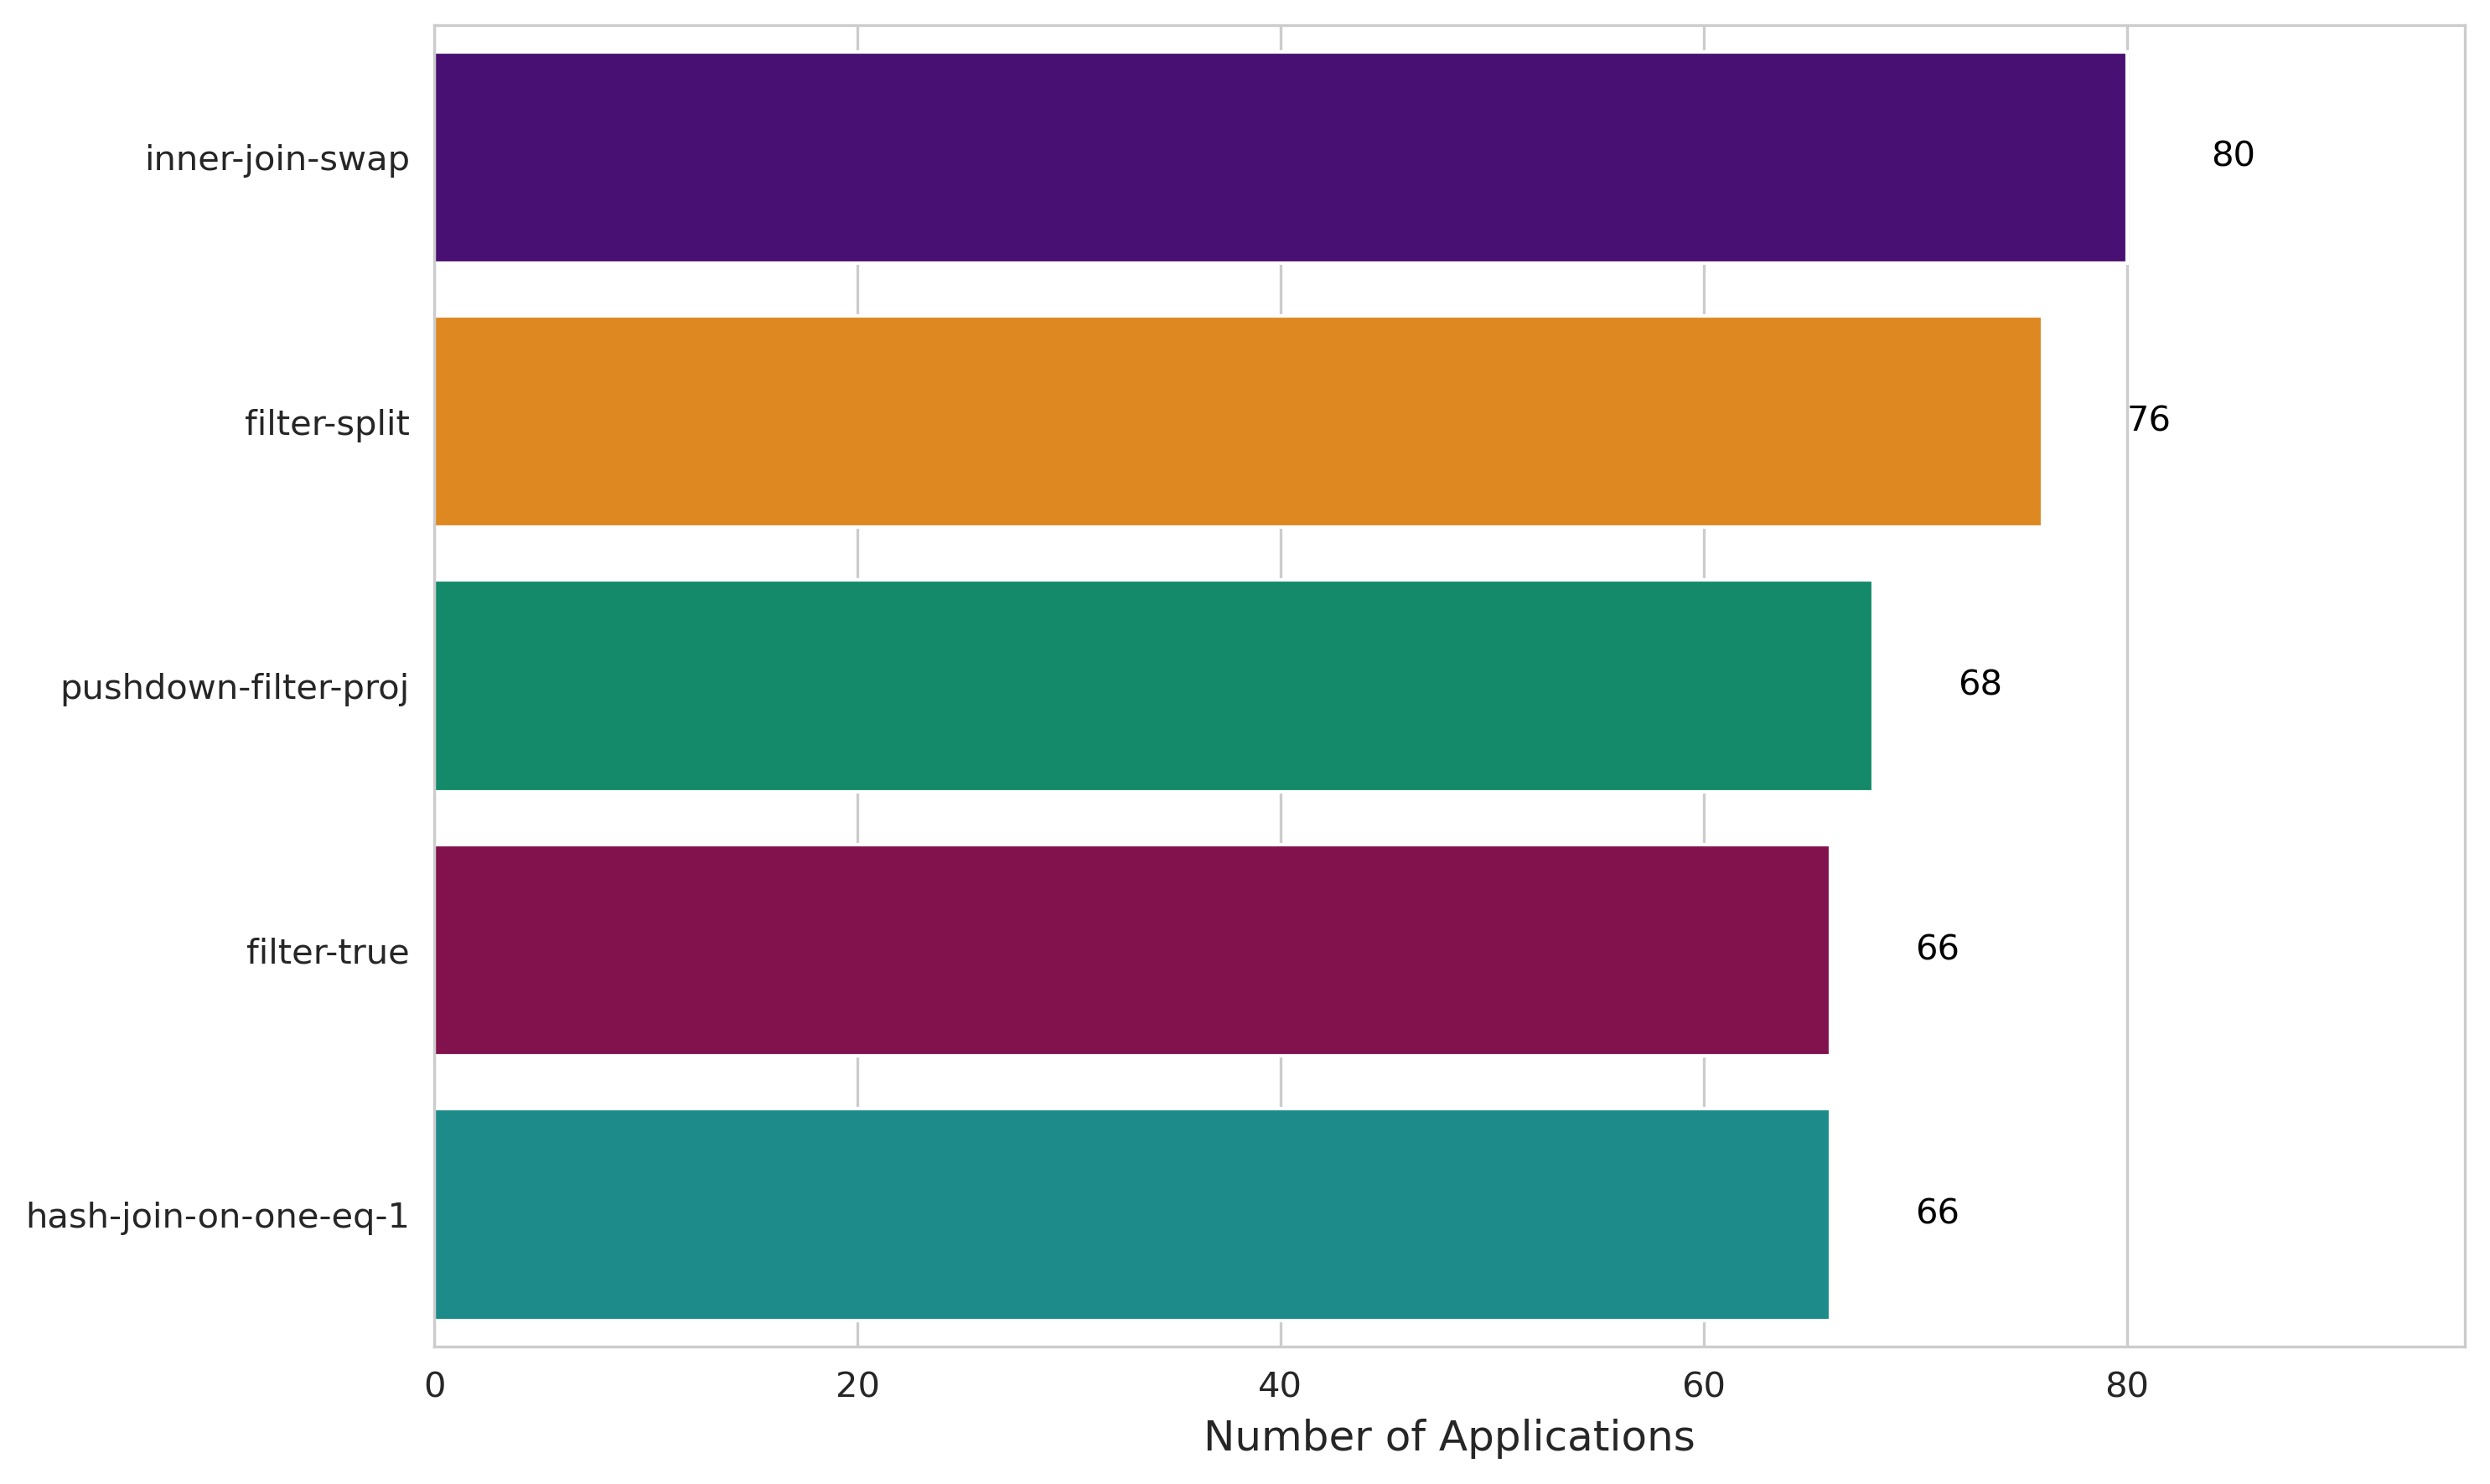 inner-join-swap
80
filter-split
76
pushdown-filter-proj
68
filter-true
66
hash-join-on-one-eq-1
66
0 20 40 60 80
Number of Applications